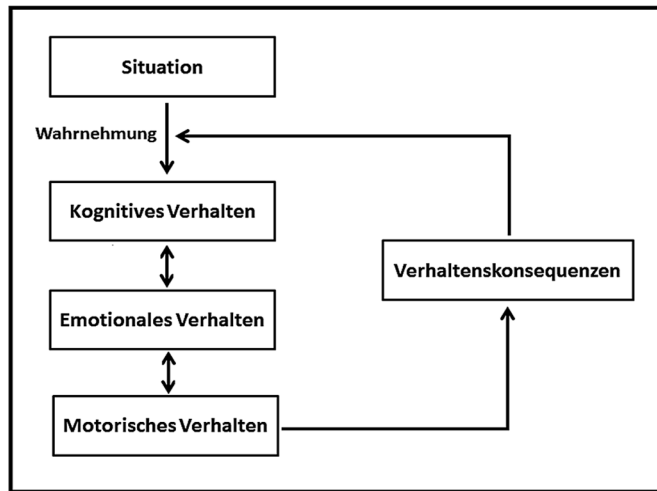 Situation
Wahrnehmung
Kognitives Verhalten
Verhaltenskonsequenzen
Emotionales Verhalten
Motorisches Verhalten